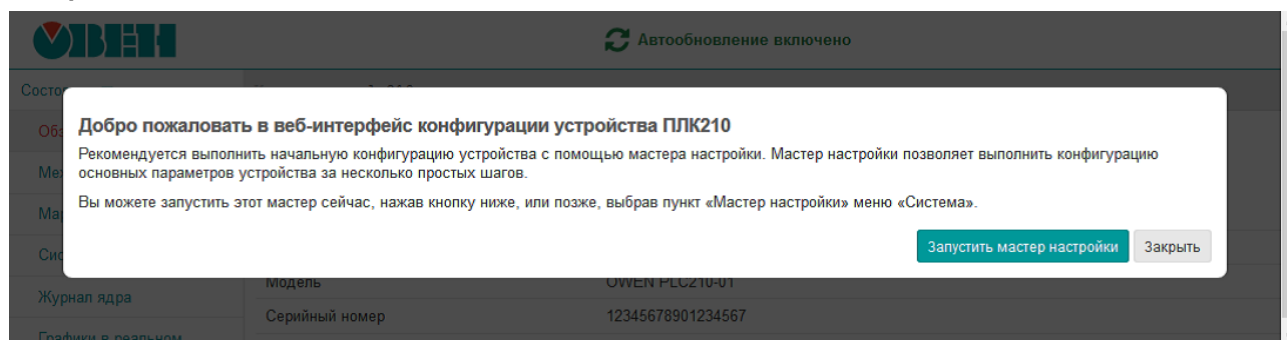 ОВЕН
Автообновление включено
Добро пожаловать в веб-интерфейс конфигурации устройства ПЛК210
Рекомендуется выполнить начальную конфигурацию устройства с помощью мастера настройки. Мастер настройки позволяет выполнить конфигурацию
основных параметров устройства за несколько простых шагов.
Вы можете запустить этот мастер сейчас, нажав кнопку ниже, или позже, выбрав пункт «Мастер настройки» меню «Система».
Запустить мастер настройки Закрыть
Модель OWEN PLC210-01
Журнал ядра
Серийный номер 12345678901234567
Графики в реальном